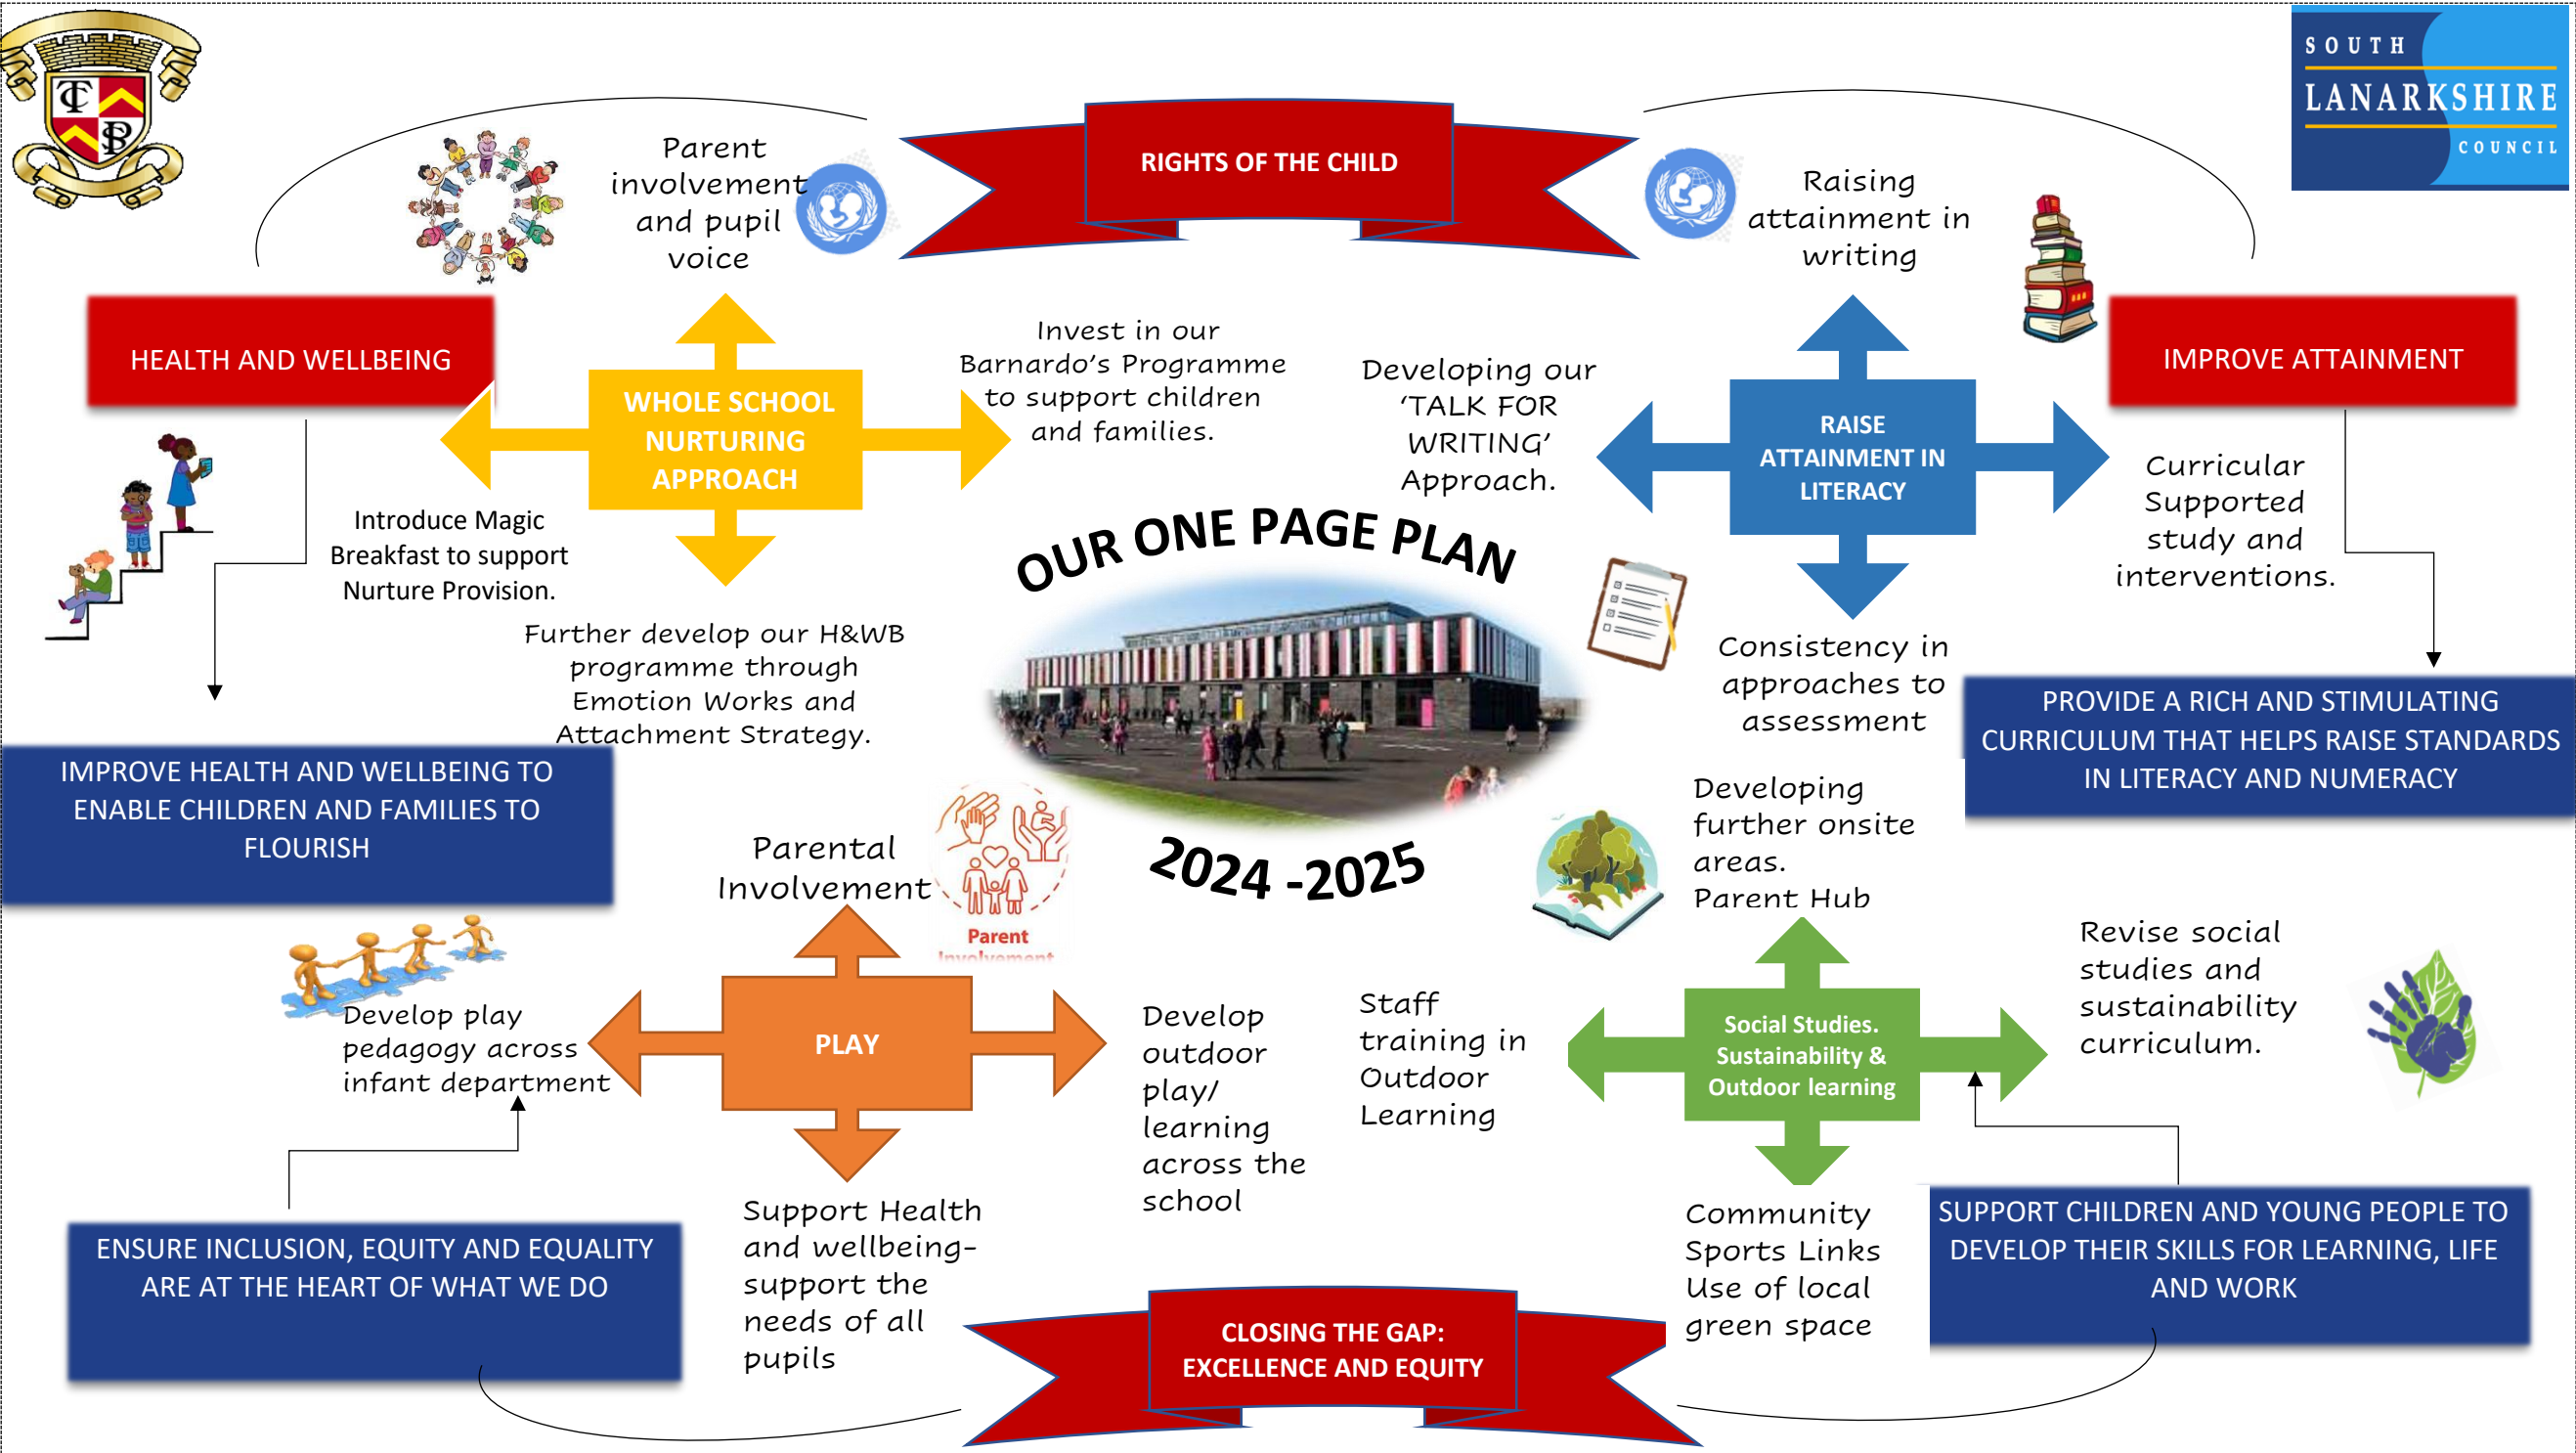 TC
BP
SOUTH
LANARKSHIRE
COUNCIL
RIGHTS OF THE CHILD
Parent
involvement
and pupil
voice
Raising
attainment in
writing
HEALTH AND WELLBEING
WHOLE SCHOOL
NURTURING
APPROACH
Invest in our
Barnardo’s Programme
to support children
and families.
Developing our
‘TALK FOR
WRITING’
Approach.
RAISE
ATTAINMENT IN
LITERACY
IMPROVE ATTAINMENT
Introduce Magic
Breakfast to support
Nurture Provision.
Curricular
Supported
study and
interventions.
OUR ONE PAGE PLAN
2024 -2025
Further develop our H&WB
programme through
Emotion Works and
Attachment Strategy.
Consistency in
approaches to
assessment
IMPROVE HEALTH AND WELLBEING TO
ENABLE CHILDREN AND FAMILIES TO
FLOURISH
PROVIDE A RICH AND STIMULATING
CURRICULUM THAT HELPS RAISE STANDARDS
IN LITERACY AND NUMERACY
Parental
Involvement
Parent
Involvement
Developing
further onsite
areas.
Parent Hub
Develop play
pedagogy across
infant department
PLAY
Develop
outdoor
play/
learning
across the
school
Staff
training in
Outdoor
Learning
Social Studies.
Sustainability &
Outdoor learning
Revise social
studies and
sustainability
curriculum.
ENSURE INCLUSION, EQUITY AND EQUALITY
ARE AT THE HEART OF WHAT WE DO
Support Health
and wellbeing-
support the
needs of all
pupils
Community
Sports Links
Use of local
green space
SUPPORT CHILDREN AND YOUNG PEOPLE TO
DEVELOP THEIR SKILLS FOR LEARNING, LIFE
AND WORK
CLOSING THE GAP:
EXCELLENCE AND EQUITY